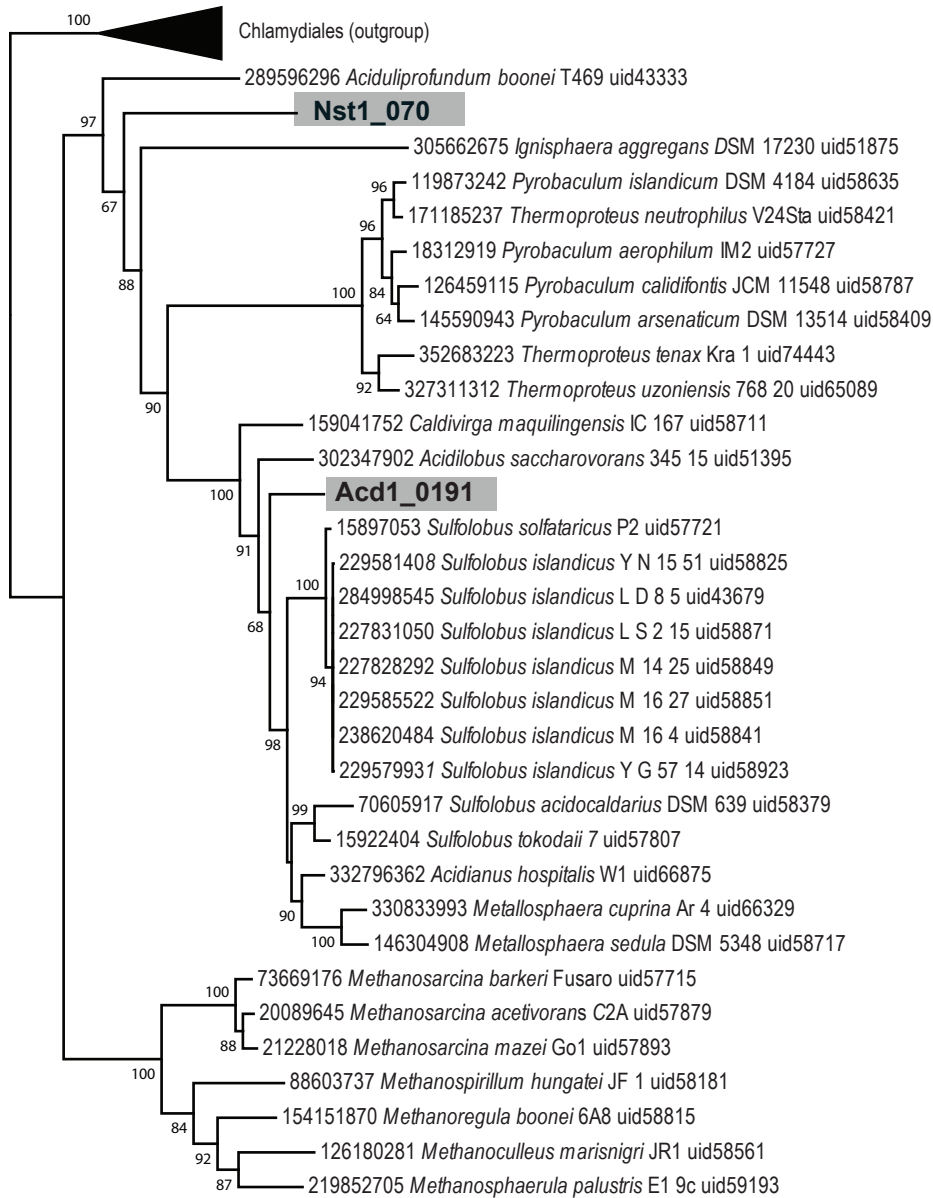 100
Chlamydiales (outgroup)
289596296 Aciduliprofundum boonei T469 uid43333
97
Nst1_070
305662675 Ignisphaera aggregans DSM 17230 uid51875
96
119873242 Pyrobaculum islandicum DSM 4184 uid58635
67
171185237 Thermoproteus neutrophilus V24Sta uid58421
96
18312919 Pyrobaculum aerophilum IM2 uid57727
88
126459115 Pyrobaculum calidifontis JCM 11548 uid58787
100
84
64
145590943 Pyrobaculum arsenaticum DSM 13514 uid58409
352683223 Thermoproteus tenax Kra 1 uid74443
92
327311312 Thermoproteus uzoniensis 768 20 uid65089
90
159041752 Caldivirga maquilingensis IC 167 uid58711
302347902 Acidilobus saccharovorans 345 15 uid51395
100
Acd1_0191
15897053 Sulfolobus solfataricus P2 uid57721
91
229581408 Sulfolobus islandicus Y N 15 51 uid58825
100
284998545 Sulfolobus islandicus L D 8 5 uid43679
68
227831050 Sulfolobus islandicus L S 2 15 uid58871
227828292 Sulfolobus islandicus M 14 25 uid58849
94
229585522 Sulfolobus islandicus M 16 27 uid58851
98
238620484 Sulfolobus islandicus M 16 4 uid58841
229579931 Sulfolobus islandicus Y G 57 14 uid58923
99
70605917 Sulfolobus acidocaldarius DSM 639 uid58379
15922404 Sulfolobus tokodaii 7 uid57807
332796362 Acidianus hospitalis W1 uid66875
90
330833993 Metallosphaera cuprina Ar 4 uid66329
100
146304908 Metallosphaera sedula DSM 5348 uid58717
73669176 Methanosarcina barkeri Fusaro uid57715
100
20089645 Methanosarcina acetivorans C2A uid57879
88
21228018 Methanosarcina mazei Go1 uid57893
100
88603737 Methanospirillum hungatei JF 1 uid58181
84
154151870 Methanoregula boonei 6A8 uid58815
92
126180281 Methanoculleus marisnigri JR1 uid58561
87
219852705 Methanosphaerula palustris E1 9c uid59193